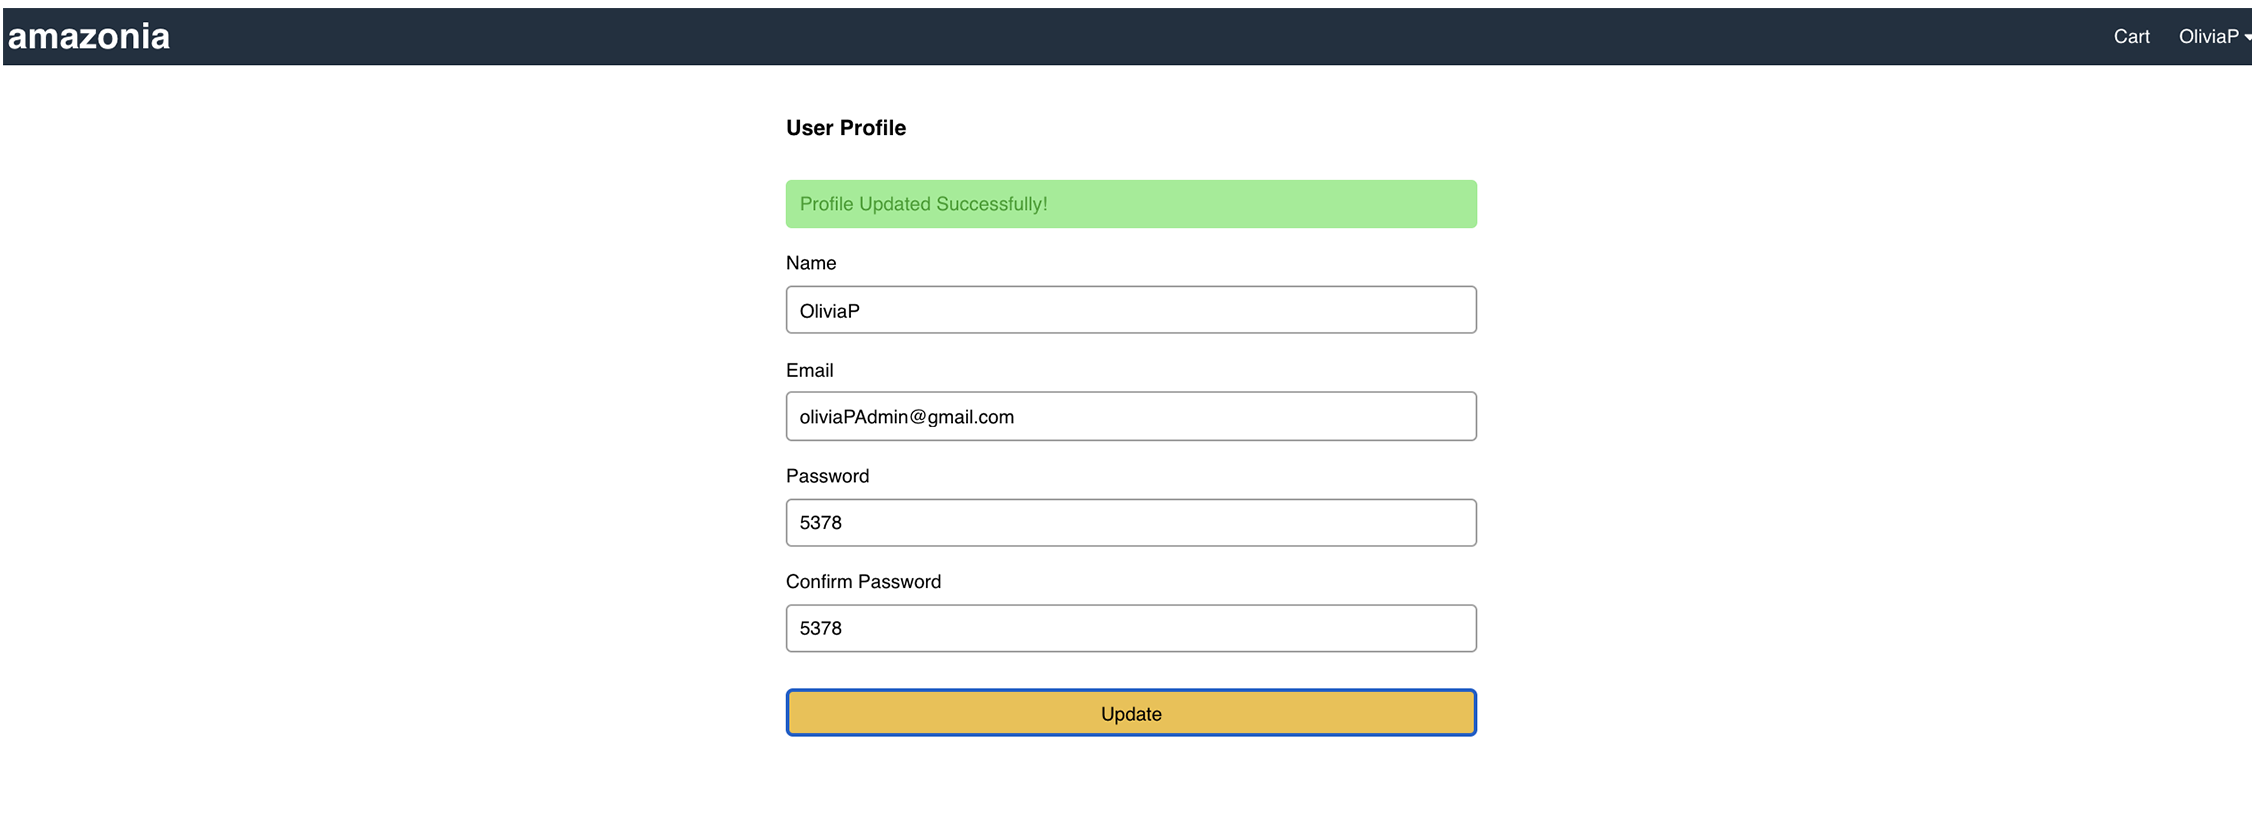 amazonia
Cart OliviaP
User Profile
Profile Updated Successfully!
Name
OliviaP
Email
oliviaPAdmin@gmail.com
Password
5378
Confirm Password
5378
Update